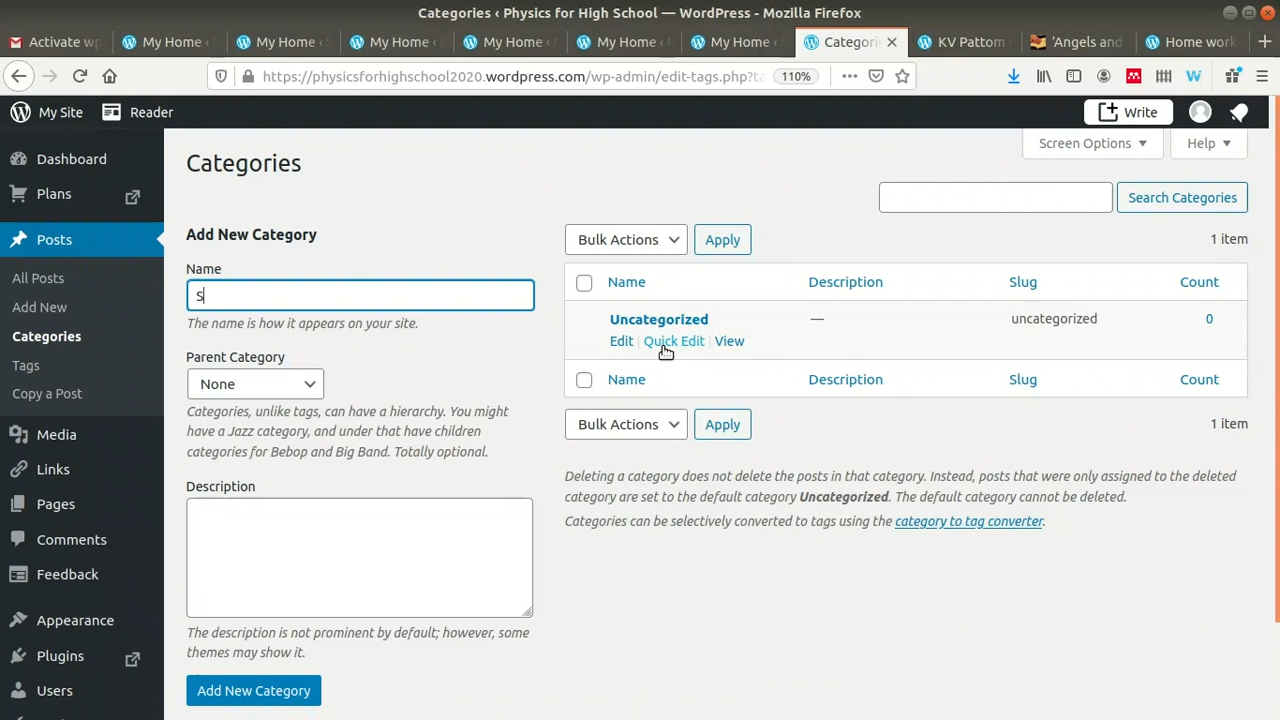 Categories ‹ Physics for High School — WordPress - Mozilla Firefox
Activate wp
My Home ‹
My Home ‹
My Home ‹
My Home ‹
My Home ‹
My Home ‹
Categori
KV Pattom
‘Angels and
Home work
https://physicsforhighschool2020.wordpress.com/wp-admin/edit-tags.php?ta
110%
My Site
Reader
Write
Dashboard
Plans
Posts
All Posts
Add New
Categories
Tags
Copy a Post
Media
Links
Pages
Comments
Feedback
Appearance
Plugins
Users
Categories
Screen Options
Help
Search Categories
Add New Category
Name
S
The name is how it appears on your site.
Parent Category
None
Categories, unlike tags, can have a hierarchy. You might
have a Jazz category, and under that have children
categories for Bebop and Big Band. Totally optional.
Description
The description is not prominent by default; however, some
themes may show it.
Add New Category
Bulk Actions
Apply
1 item
Name Description Slug Count
Uncategorized — uncategorized 0
Edit | Quick Edit | View
Name Description Slug Count
Bulk Actions
Apply
1 item
Deleting a category does not delete the posts in that category. Instead, posts that were only assigned to the deleted
category are set to the default category Uncategorized. The default category cannot be deleted.
Categories can be selectively converted to tags using the category to tag converter.